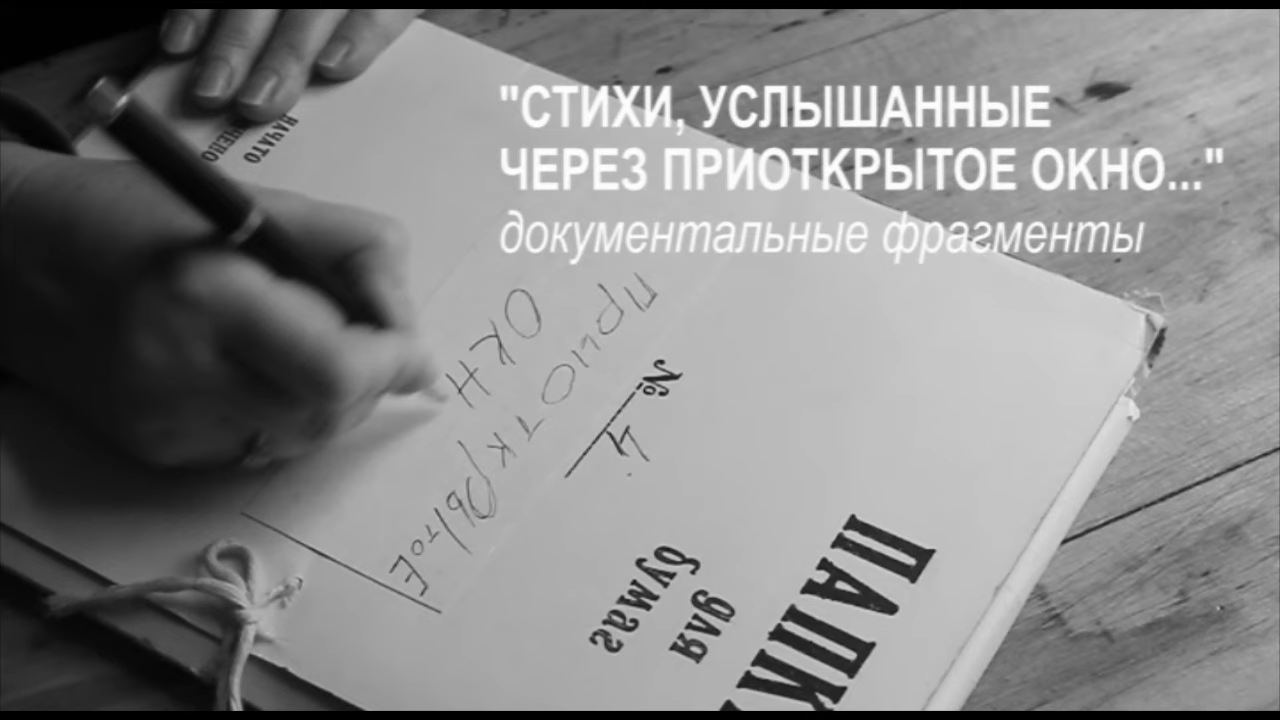 "СТИХИ, УСЛЫШАННЫЕ
ЧЕРЕЗ ПРИОТКРЫТОЕ ОКНО..."
документальные фрагменты
НАЧАТО
ПАПК
для
бумаг
№ 4.
ПРИОТКРЫТОЕ
ОКН